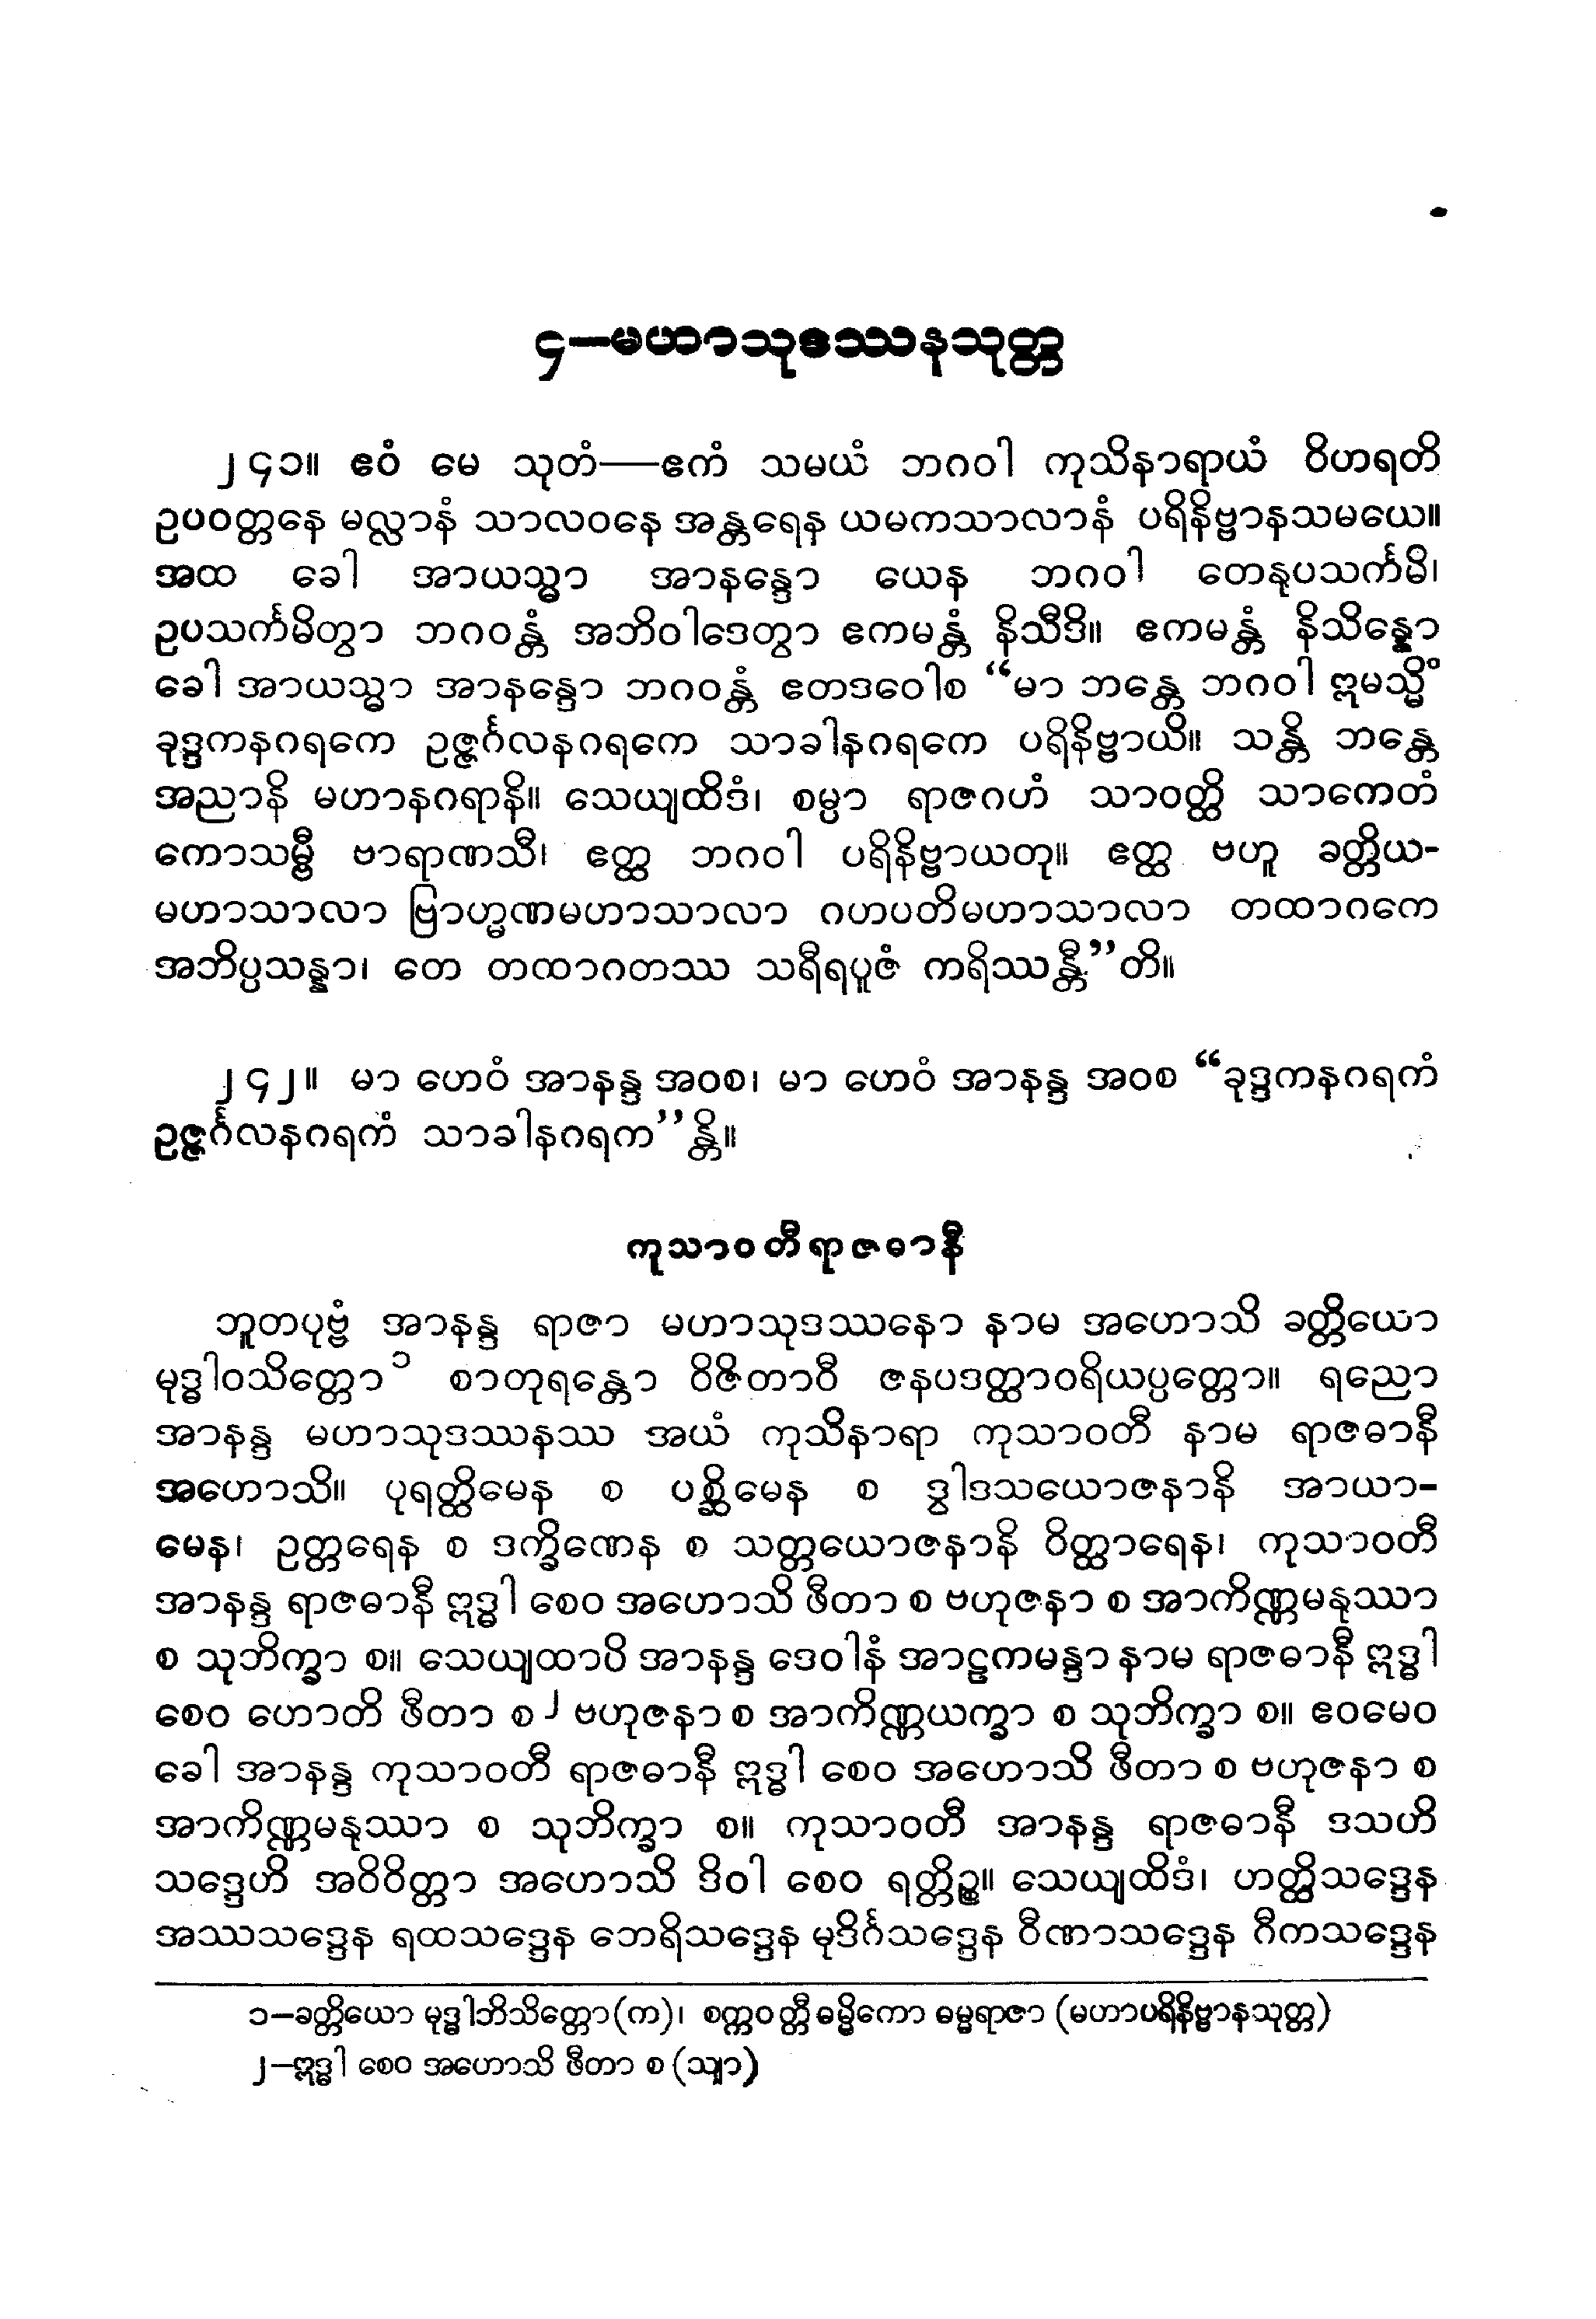 ၄—မဟာသုဒဿနသုတ္တ
၂၄၁။ ဧဝံ မေ သုတံ—ဧကံ သမယံ ဘဂဝါ ကုသိနာရာယံ ဝိဟရတိ
ဥပဝတ္တနေ မလ္လာနံ သာလဝနေ အန္တရေန ယမကသာလာနံ ပရိနိဗ္ဗာနသမယေ။
အထ ခေါ အာယသ္မာ အာနန္ဒော ယေန ဘဂဝါ တေနုပသင်္ကမိ၊
ဥပသင်္ကမိတွာ ဘဂဝန္တံ အဘိဝါဒေတွာ ဧကမန္တံ နိသီဒိ။ ဧကမန္တံ နိသိန္နော
ခေါ အာယသ္မာ အာနန္ဒော ဘဂဝန္တံ ဧတဒဝေါစ “မာ ဘန္တေ ဘဂဝါ ဣမသ္မိံ
ခုဒ္ဒကနဂရကေ ဥဇ္ဇင်္ဂလနဂရကေ သာခါနဂရကေ ပရိနိဗ္ဗာယိ။ သန္တိ ဘန္တေ
အညာနိ မဟာနဂရာနိ။ သေယျထိဒံ၊ စမ္ပာ ရာဇဂဟံ သာဝတ္ထိ သာကေတံ
ကောသမ္ဗီ ဗာရာဏသီ၊ ဧတ္ထ ဘဂဝါ ပရိနိဗ္ဗာယတု။ ဧတ္ထ ဗဟူ ခတ္တိယ-
မဟာသာလာ ဗြာဟ္မဏမဟာသာလာ ဂဟပတိမဟာသာလာ တထာဂကေ
အဘိပ္ပသန္နာ၊ တေ တထာဂတဿ သရီရပူဇံ ကရိဿန္တီ”တိ။
၂၄၂။ မာ ဟေဝံ အာနန္ဒ အဝစ၊ မာ ဟေဝံ အာနန္ဒ အဝစ “ခုဒ္ဒကနဂရကံ
ဥဇ္ဇင်္ဂလနဂရကံ သာခါနဂရက”န္တိ။
ကုသာဝတီရာဇဓာနီ
ဘူတပုဗ္ဗံ အာနန္ဒ ရာဇာ မဟာသုဒဿနော နာမ အဟောသိ ခတ္တိယော
မုဒ္ဓါဝသိတ္တော၁ စာတုရန္တော ဝိဇိတာဝီ ဇနပဒတ္ထာဝရိယပ္ပတ္တော။ ရညော
အာနန္ဒ မဟာသုဒဿနဿ အယံ ကုသိနာရာ ကုသာဝတီ နာမ ရာဇဓာနီ
အဟောသိ။ ပုရတ္ထိမေန စ ပစ္ဆိမေန စ ဒွါဒသယောဇနာနိ အာယာ-
မေန၊ ဥတ္တရေန စ ဒက္ခိဏေန စ သတ္တယောဇနာနိ ဝိတ္ထာရေန၊ ကုသာဝတီ
အာနန္ဒ ရာဇဓာနီ ဣဒ္ဓါ စေဝ အဟောသိ ဖီတာ စ ဗဟုဇနာ စ အာကိဏ္ဏမနုဿာ
စ သုဘိက္ခာ စ။ သေယျထာပိ အာနန္ဒ ဒေဝါနံ အာဠကမန္ဒာ နာမ ရာဇဓာနီ ဣဒ္ဓါ
စေဝ ဟောတိ ဖီတာ စ၂ ဗဟုဇနာ စ အာကိဏ္ဏယက္ခာ စ သုဘိက္ခာ စ။ ဧဝမေဝ
ခေါ အာနန္ဒ ကုသာဝတီ ရာဇဓာနီ ဣဒ္ဓါ စေဝ အဟောသိ ဖီတာ စ ဗဟုဇနာ စ
အာကိဏ္ဏမနုဿာ စ သုဘိက္ခာ စ။ ကုသာဝတီ အာနန္ဒ ရာဇဓာနီ ဒသဟိ
သဒ္ဒေဟိ အဝိဝိတ္တာ အဟောသိ ဒိဝါ စေဝ ရတ္တိဉ္စ။ သေယျထိဒံ၊ ဟတ္ထိသဒ္ဒေန
အဿသဒ္ဒေန ရထသဒ္ဒေန ဘေရိသဒ္ဒေန မုဒိင်္ဂသဒ္ဒေန ဝီဏာသဒ္ဒေန ဂီကသဒ္ဒေန
၁—ခတ္တိယော မုဒ္ဓါဘိသိတ္တော(က)၊ စက္ကဝတ္တီဓမ္မိကော ဓမ္မရာဇာ (မဟာပရိနိဗ္ဗာနသုတ္တ)
၂—ဣဒ္ဓါ စေဝ အဟောသိ ဖီတာ စ (သျာ)